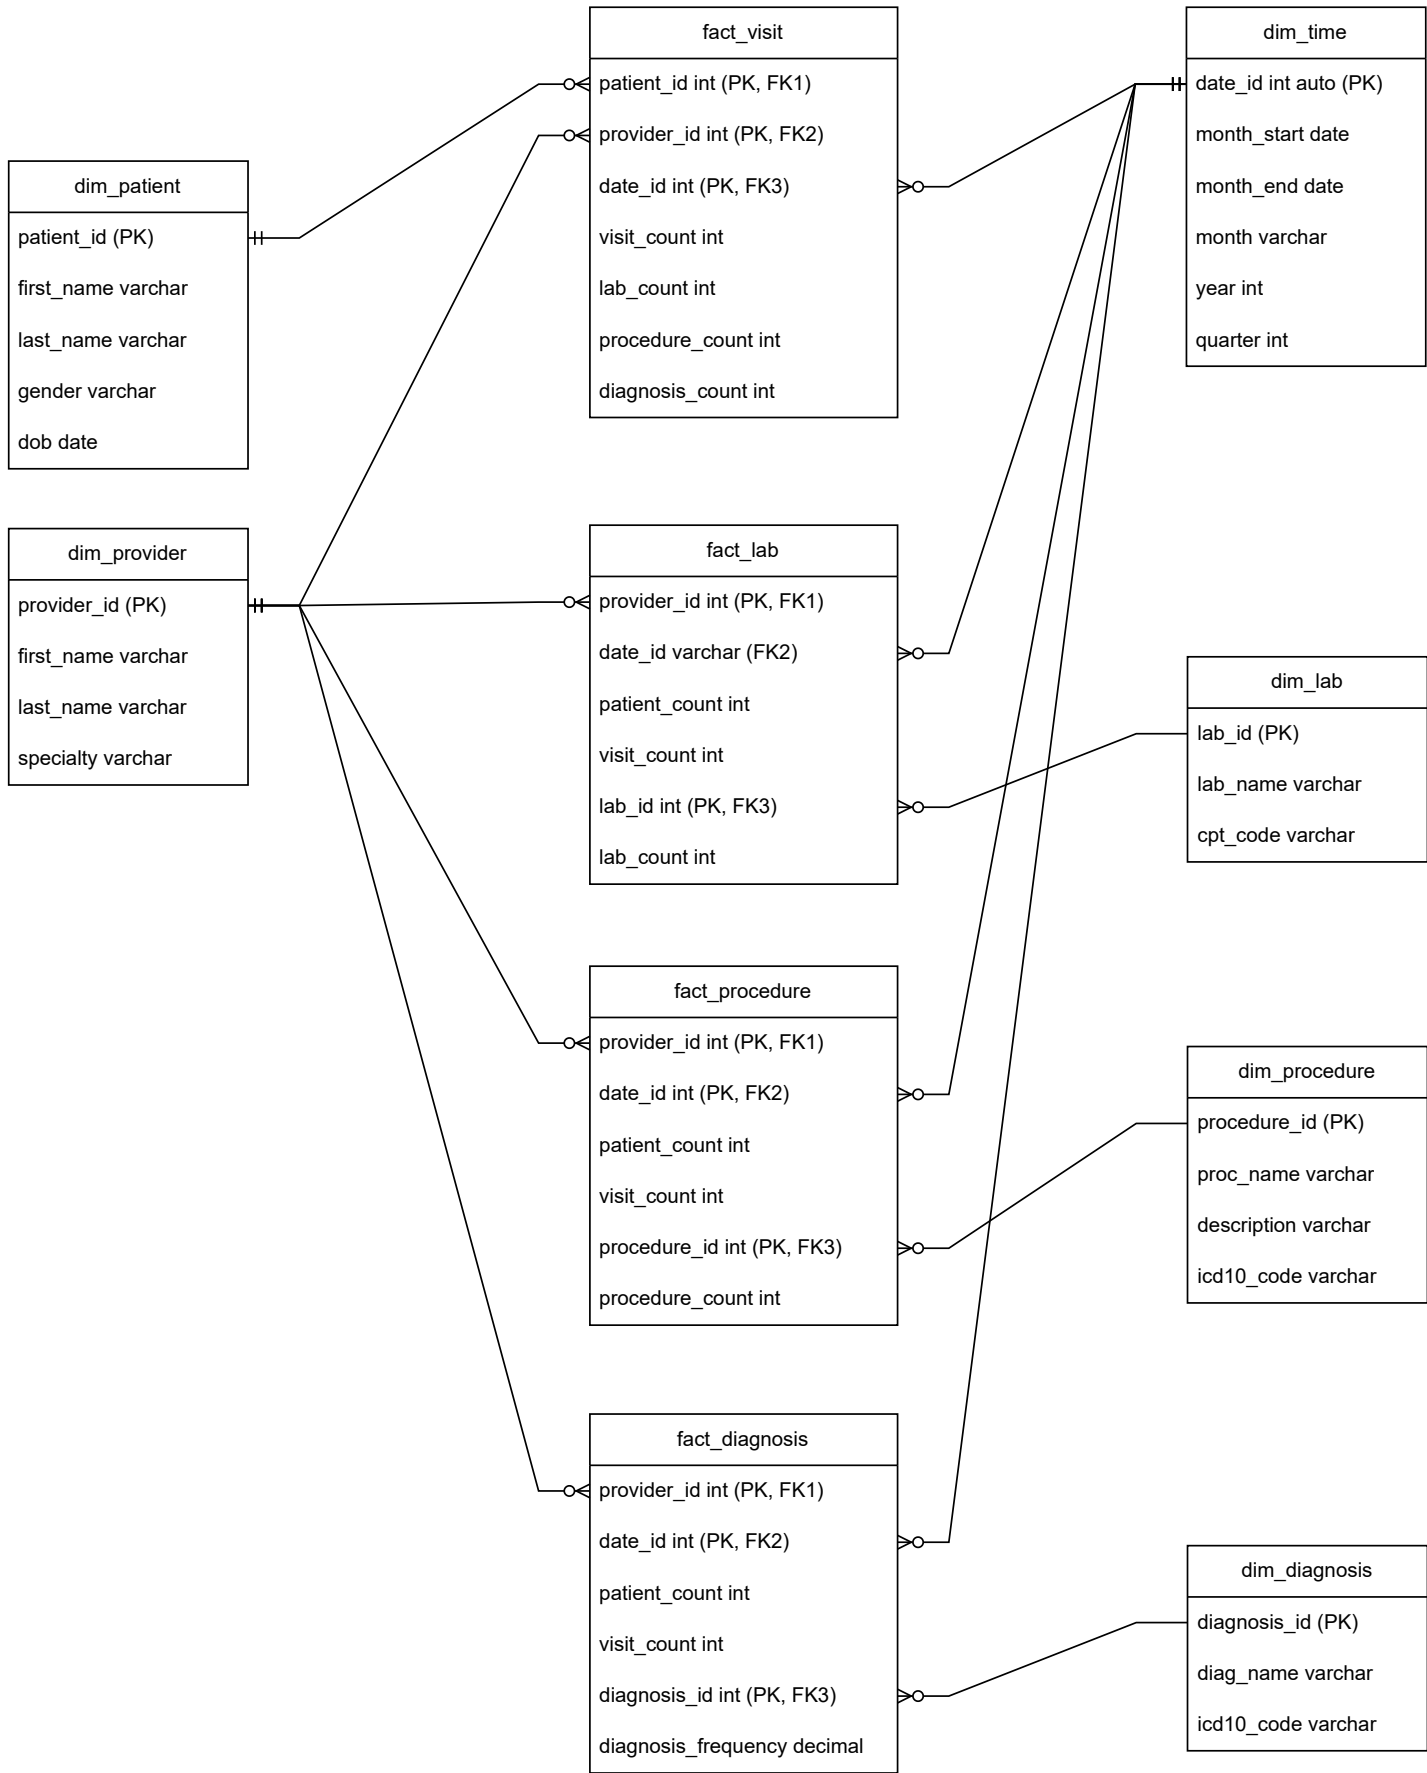 fact_visit
patient_id int (PK, FK1)
provider_id int (PK, FK2)
date_id int (PK, FK3)
visit_count int
lab_count int
procedure_count int
diagnosis_count int
dim_time
date_id int auto (PK)
month_start date
month_end date
month varchar
year int
quarter int
dim_patient
patient_id (PK)
first_name varchar
last_name varchar
gender varchar
dob date
dim_provider
provider_id (PK)
first_name varchar
last_name varchar
specialty varchar
fact_lab
provider_id int (PK, FK1)
date_id varchar (FK2)
patient_count int
visit_count int
lab_id int (PK, FK3)
lab_count int
dim_lab
lab_id (PK)
lab_name varchar
cpt_code varchar
fact_procedure
provider_id int (PK, FK1)
date_id int (PK, FK2)
patient_count int
visit_count int
procedure_id int (PK, FK3)
procedure_count int
dim_procedure
procedure_id (PK)
proc_name varchar
description varchar
icd10_code varchar
fact_diagnosis
provider_id int (PK, FK1)
date_id int (PK, FK2)
patient_count int
visit_count int
diagnosis_id int (PK, FK3)
diagnosis_frequency decimal
dim_diagnosis
diagnosis_id (PK)
diag_name varchar
icd10_code varchar